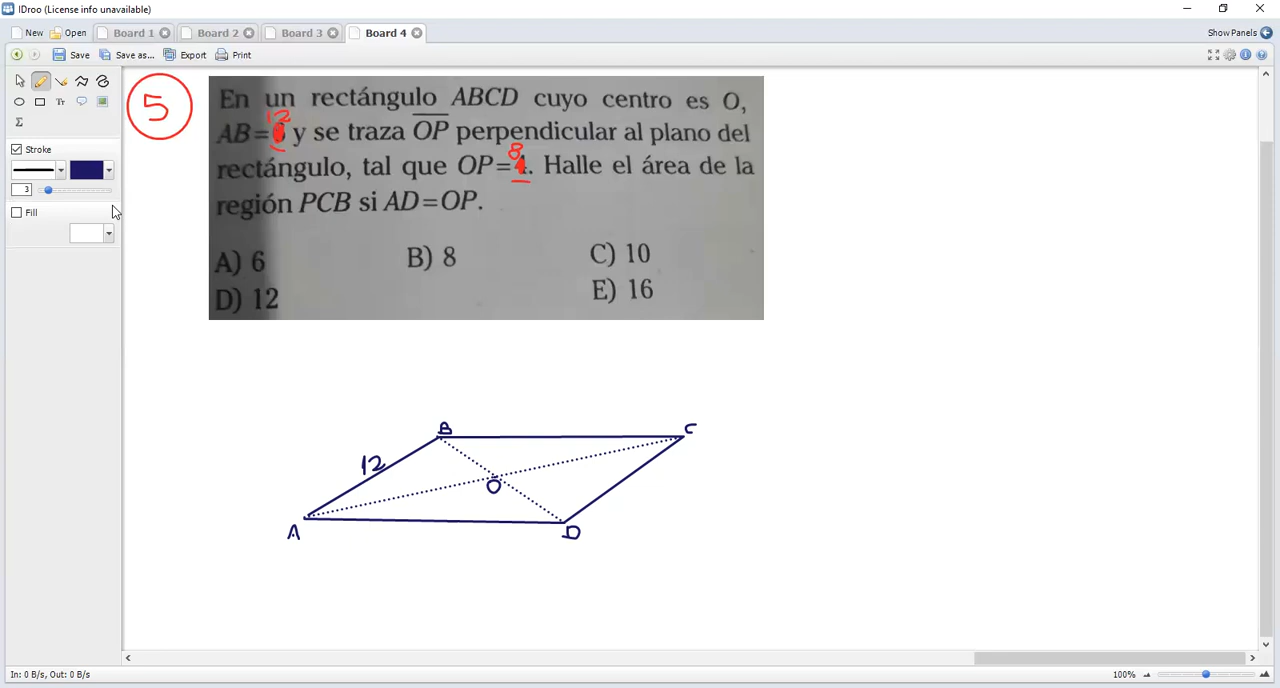 IDroo (License info unavailable)
New Open Board 1 Board 2 Board 3 Board 4 Show Panels
Save Save as... Export Print
Tr
Σ
Stroke
3
Fill
5
En un rectángulo ABCD cuyo centro es O,
12
AB= y se traza OP perpendicular al plano del
8
rectángulo, tal que OP=4. Halle el área de la
región PCB si AD=OP.
A) 6 B) 8 C) 10
D) 12 E) 16
B C
12
O
A D
In: 0 B/s, Out: 0 B/s 100%